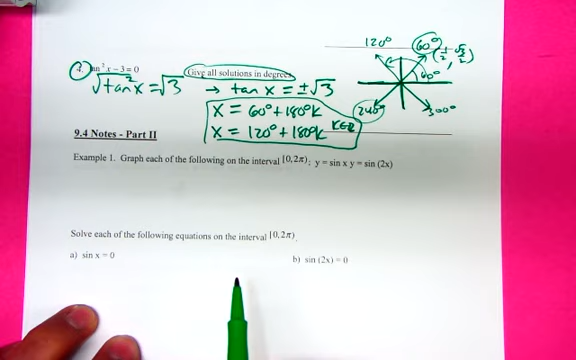 120° 60° (1/2, √3/2)
2. tan² x - 3 = 0 Give all solutions in degrees. 60°
√tan²x = √3 → tan x = ±√3
x = 60° + 180°k 240° 300°
x = 120° + 180°k k∈Z
9.4 Notes - Part II
Example 1. Graph each of the following on the interval [0, 2π); y = sin x y = sin (2x)
Solve each of the following equations on the interval [0, 2π).
a) sin x = 0 b) sin (2x) = 0